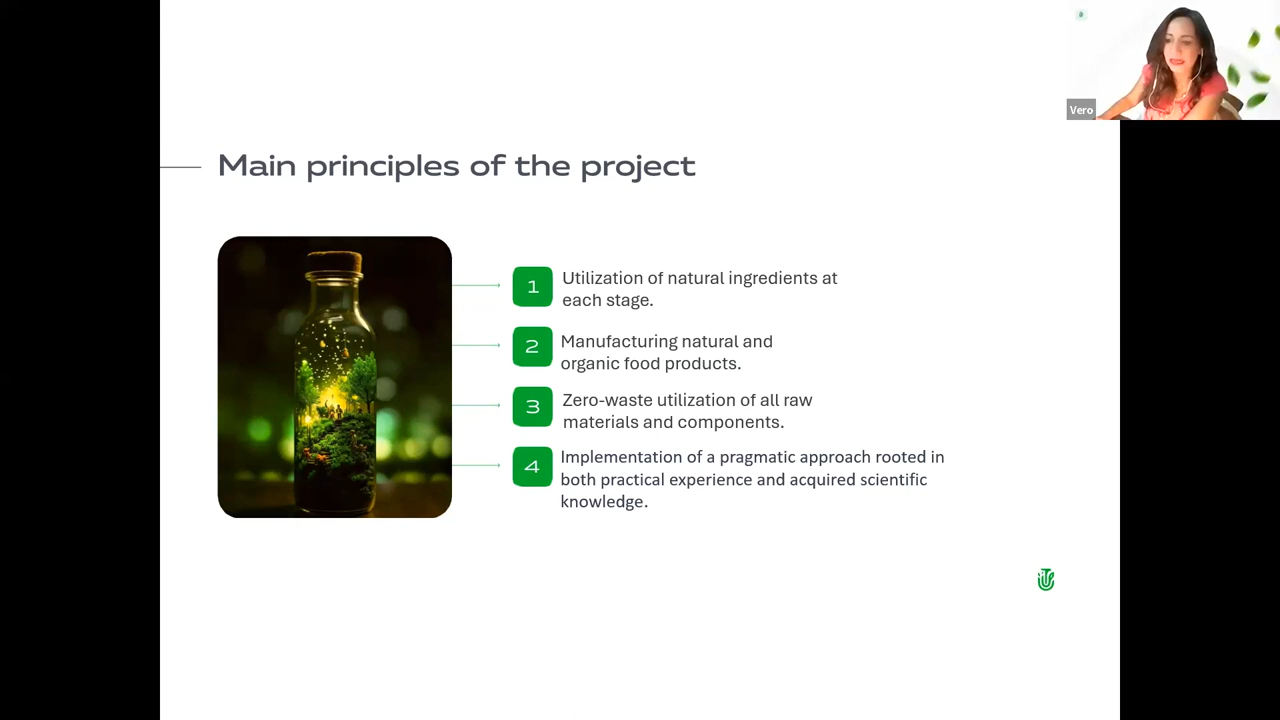 Vero
Main principles of the project
1
Utilization of natural ingredients at
each stage.
2
Manufacturing natural and
organic food products.
3
Zero-waste utilization of all raw
materials and components.
4
Implementation of a pragmatic approach rooted in
both practical experience and acquired scientific
knowledge.